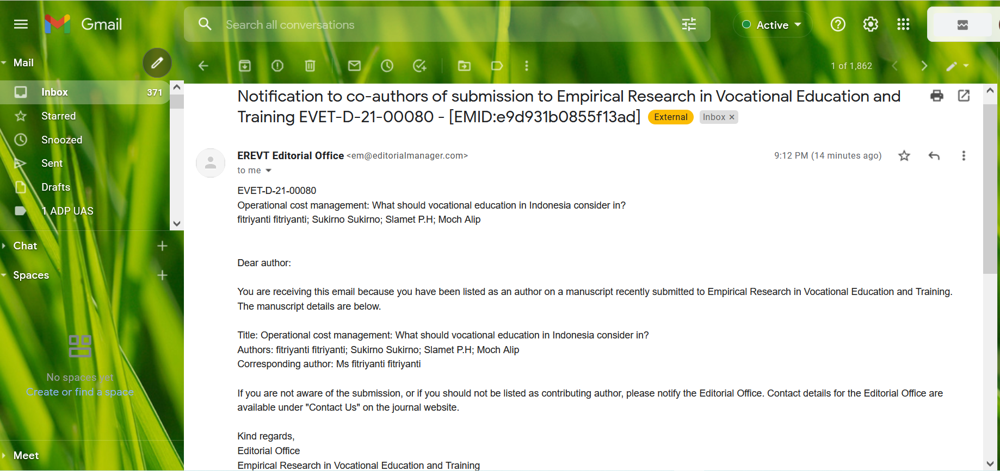 Gmail
Search all conversations
Active
Mail
1 of 1,862
Inbox 371
Starred
Snoozed
Sent
Drafts
1 ADP UAS
Chat
Spaces
No spaces yet
Create or find a space
Meet
Notification to co-authors of submission to Empirical Research in Vocational Education and
Training EVET-D-21-00080 - [EMID:e9d931b0855f13ad] External Inbox ×
EREVT Editorial Office <em@editorialmanager.com> 9:12 PM (14 minutes ago)
to me
EVET-D-21-00080
Operational cost management: What should vocational education in Indonesia consider in?
fitriyanti fitriyanti; Sukirno Sukirno; Slamet P.H; Moch Alip
Dear author:
You are receiving this email because you have been listed as an author on a manuscript recently submitted to Empirical Research in Vocational Education and Training.
The manuscript details are below.
Title: Operational cost management: What should vocational education in Indonesia consider in?
Authors: fitriyanti fitriyanti; Sukirno Sukirno; Slamet P.H; Moch Alip
Corresponding author: Ms fitriyanti fitriyanti
If you are not aware of the submission, or if you should not be listed as contributing author, please notify the Editorial Office. Contact details for the Editorial Office are
available under "Contact Us" on the journal website.
Kind regards,
Editorial Office
Empirical Research in Vocational Education and Training